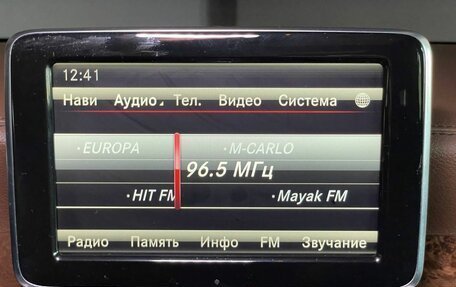 12:41
Нави Аудио Тел. Видео Система
•EUROPA •M-CARLO
96.5 МГц
•HIT FM •Mayak FM
Радио Память Инфо FM Звучание